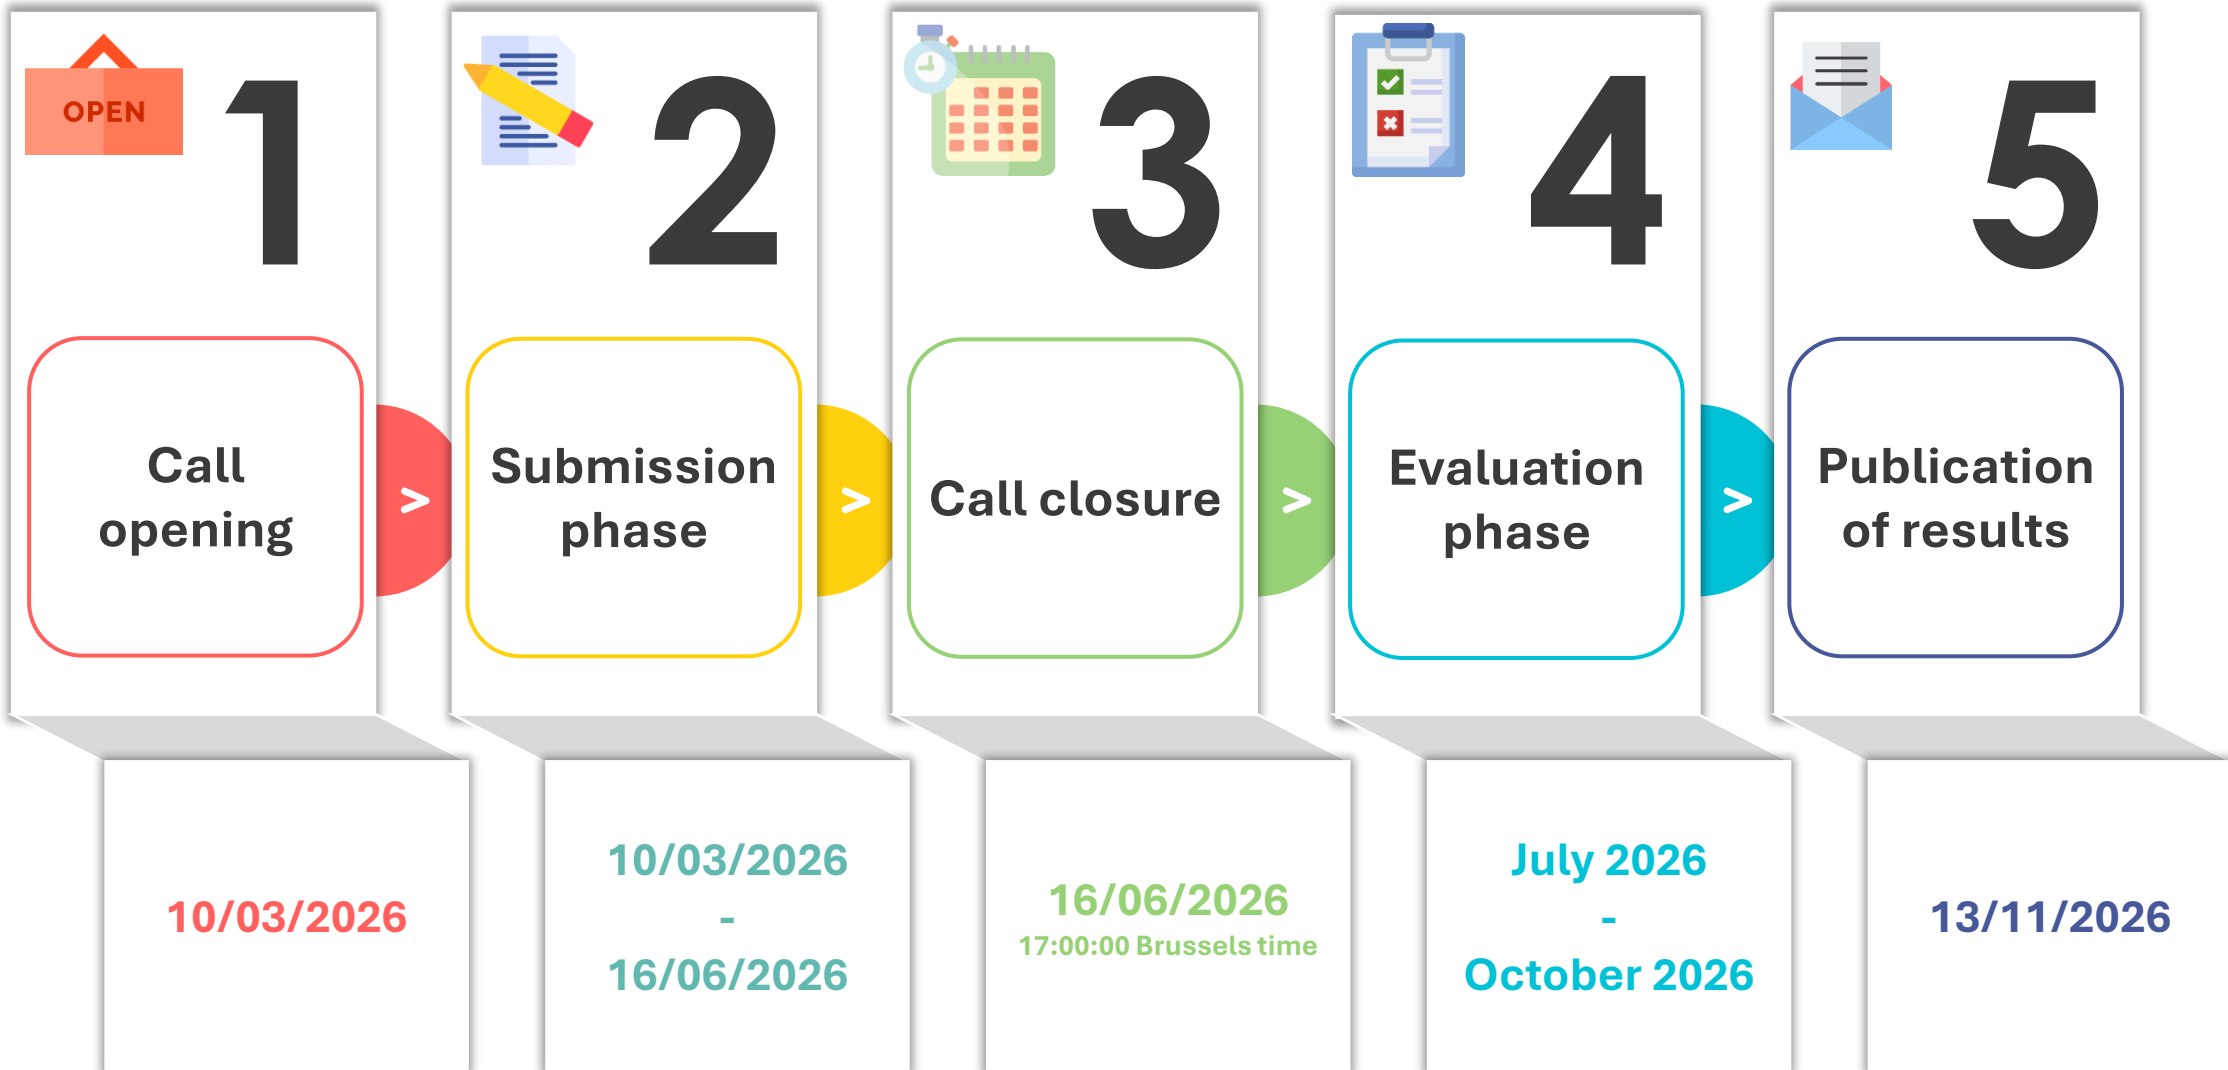 OPEN
1
Call
opening
>
10/03/2026
2
Submission
phase
>
10/03/2026
-
16/06/2026
3
Call closure
>
16/06/2026
17:00:00 Brussels time
4
Evaluation
phase
>
July 2026
-
October 2026
5
Publication
of results
13/11/2026